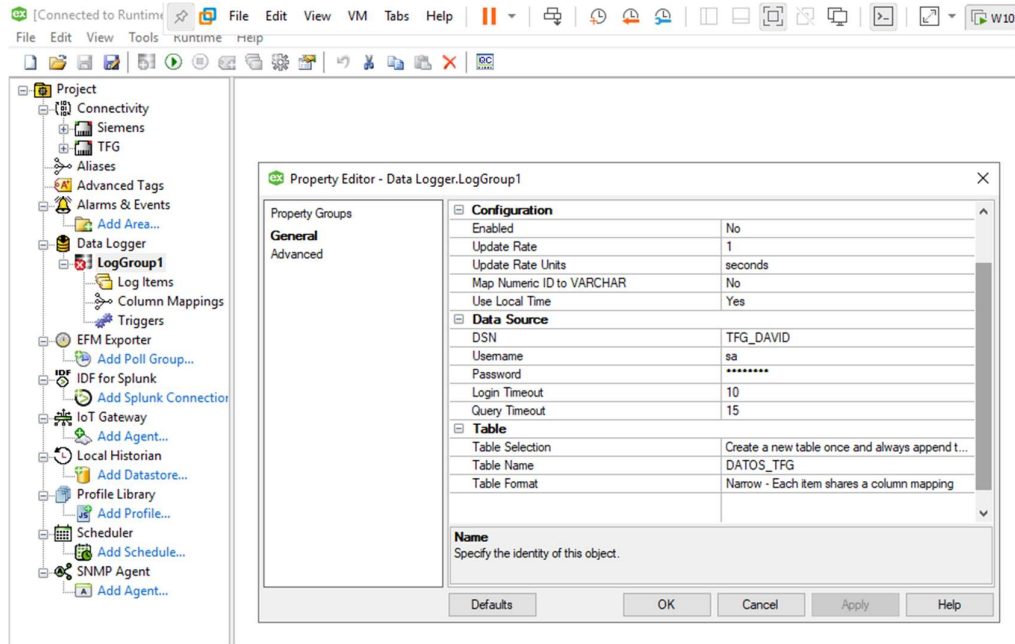 [Connected to Runtime
File Edit View VM Tabs Help
W10
File Edit View Tools Runtime Help
QC
Project
Connectivity
Siemens
TFG
Aliases
Advanced Tags
Alarms & Events
Add Area...
Data Logger
LogGroup1
Log Items
Column Mappings
Triggers
EFM Exporter
Add Poll Group...
IDF for Splunk
Add Splunk Connection
IoT Gateway
Add Agent...
Local Historian
Add Datastore...
Profile Library
Add Profile...
Scheduler
Add Schedule...
SNMP Agent
Add Agent...
Property Editor - Data Logger.LogGroup1
Property Groups
General
Advanced
Configuration
Enabled No
Update Rate 1
Update Rate Units seconds
Map Numeric ID to VARCHAR No
Use Local Time Yes
Data Source
DSN TFG_DAVID
Username sa
Password ••••••••
Login Timeout 10
Query Timeout 15
Table
Table Selection Create a new table once and always append t...
Table Name DATOS_TFG
Table Format Narrow - Each item shares a column mapping
Name
Specify the identity of this object.
Defaults OK Cancel Apply Help